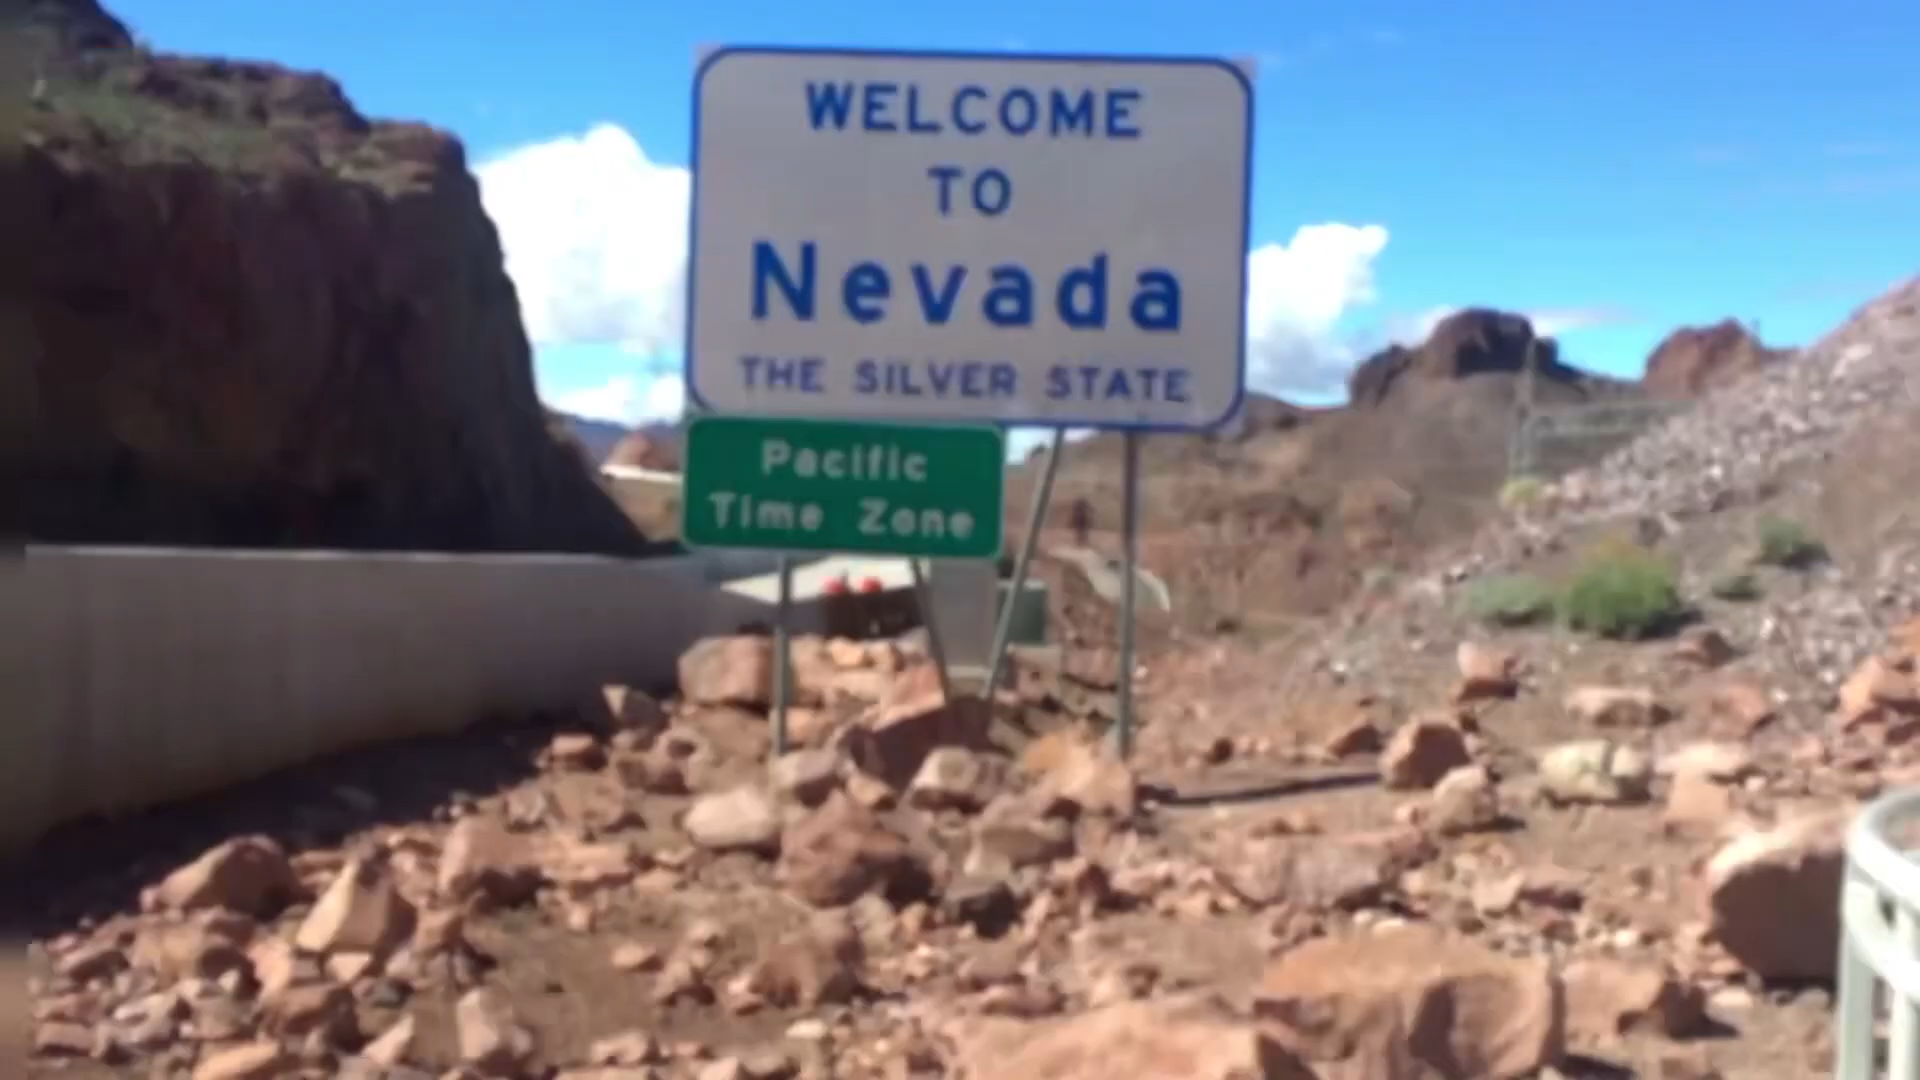 WELCOME
TO
Nevada
THE SILVER STATE
Pacific
Time Zone